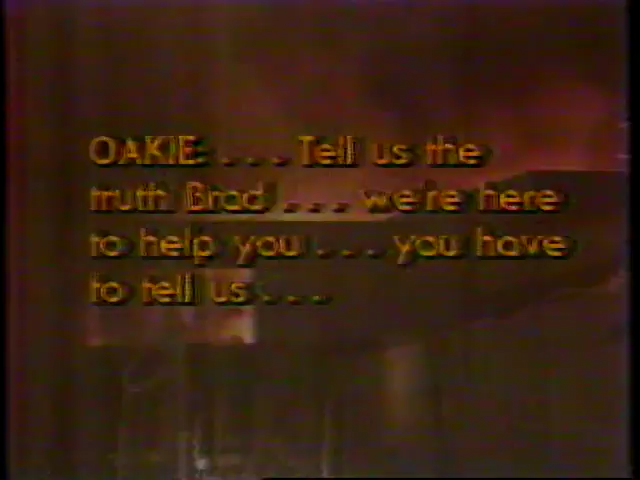 OAKIE . . . Tell us the
truth Brad . . . we're here
to help you . . . you have
to tell us . . .